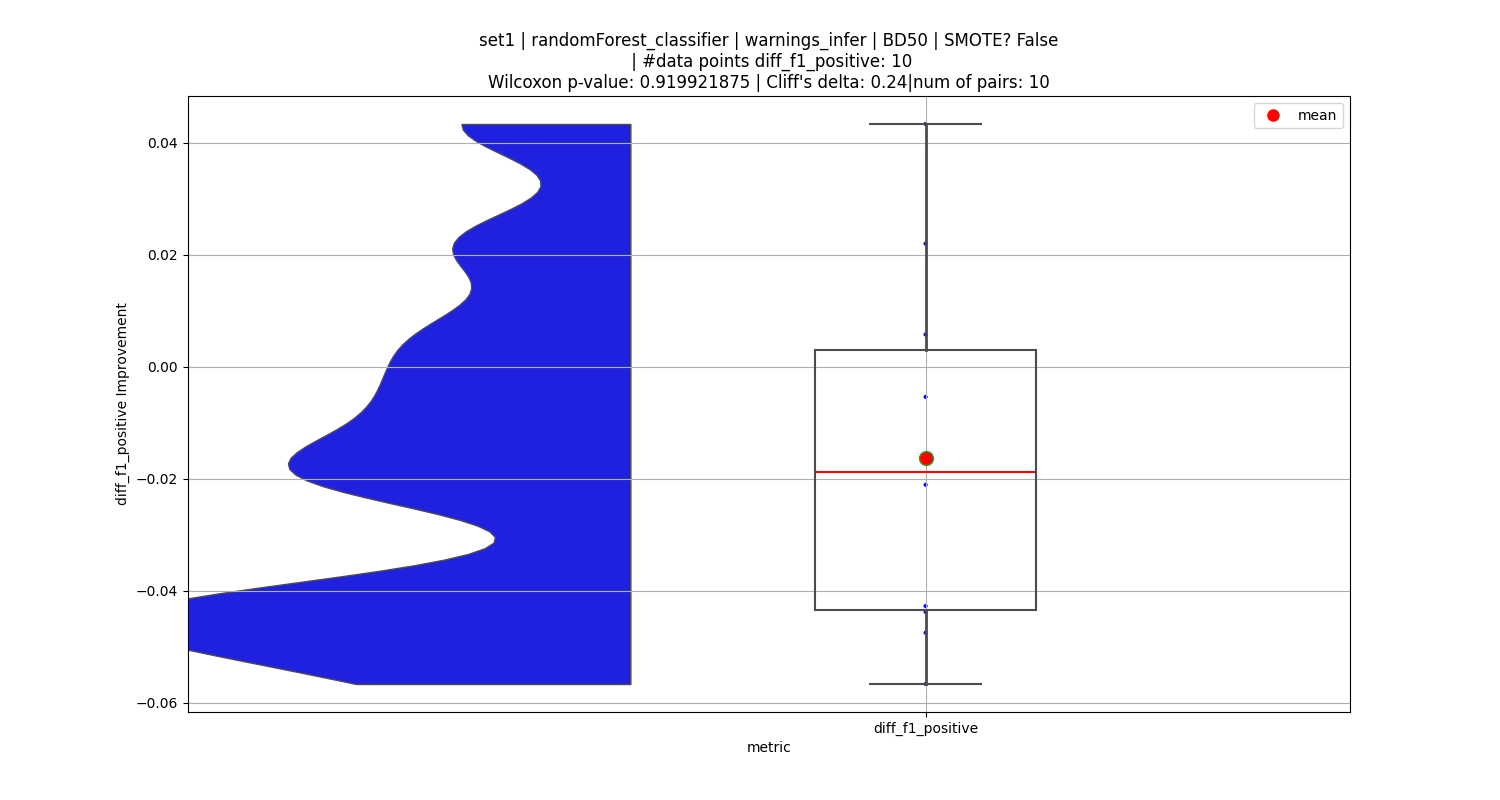 set1 | randomForest_classifier | warnings_infer | BD50 | SMOTE? False
| #data points diff_f1_positive: 10
Wilcoxon p-value: 0.919921875 | Cliff's delta: 0.24|num of pairs: 10
mean
0.04
0.02
0.00
−0.02
−0.04
−0.06
diff_f1_positive Improvement
diff_f1_positive
metric